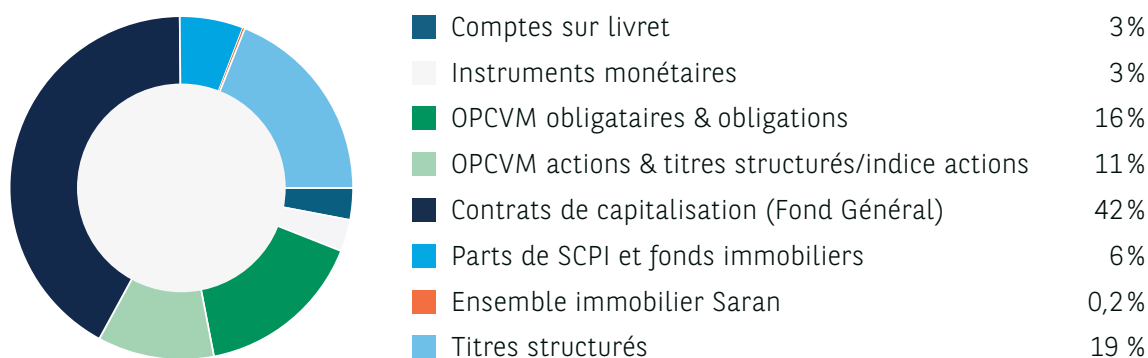 Comptes sur livret 3%
Instruments monétaires 3%
OPCVM obligataires & obligations 16%
OPCVM actions & titres structurés/indice actions 11%
Contrats de capitalisation (Fond Général) 42%
Parts de SCPI et fonds immobiliers 6%
Ensemble immobilier Saran 0,2%
Titres structurés 19 %